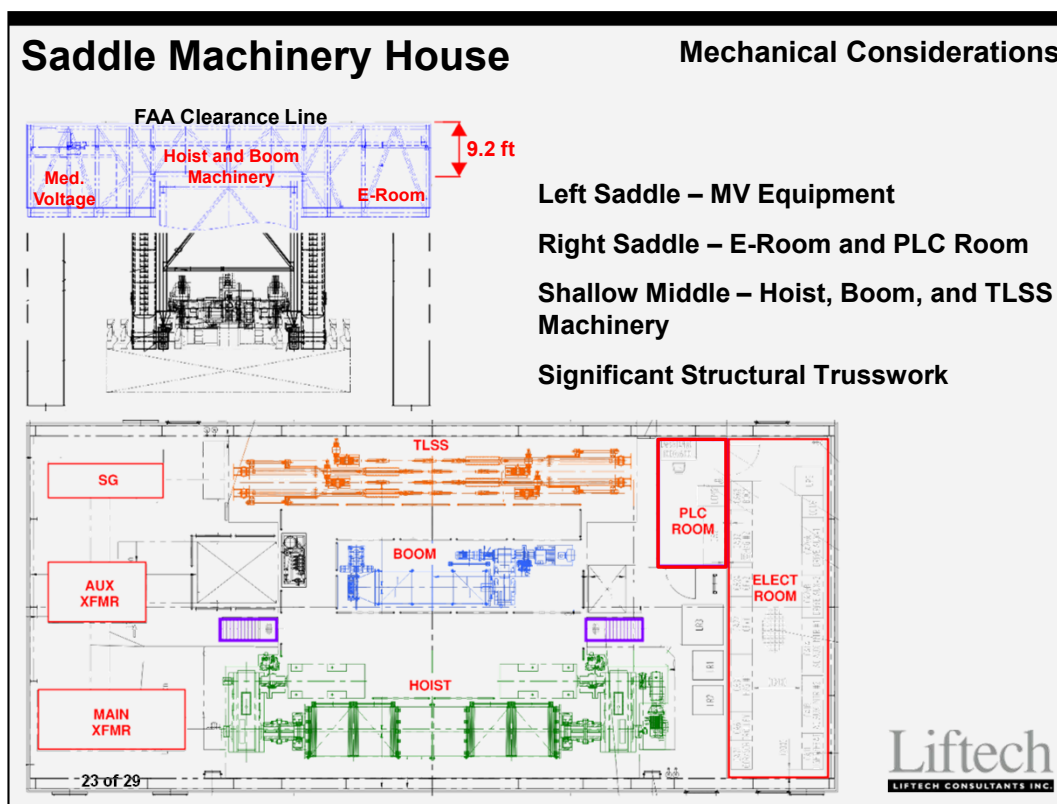 Saddle Machinery House
Mechanical Considerations
FAA Clearance Line
9.2 ft
Hoist and Boom
Machinery
Med.
Voltage
E-Room
Left Saddle – MV Equipment
Right Saddle – E-Room and PLC Room
Shallow Middle – Hoist, Boom, and TLSS
Machinery
Significant Structural Trusswork
TLSS
SG
PLC
ROOM
BOOM
AUX
XFMR
ELECT
ROOM
LR3
HOIST
LR1
LR2
MAIN
XFMR
23 of 29
Liftech
LIFTECH CONSULTANTS INC.